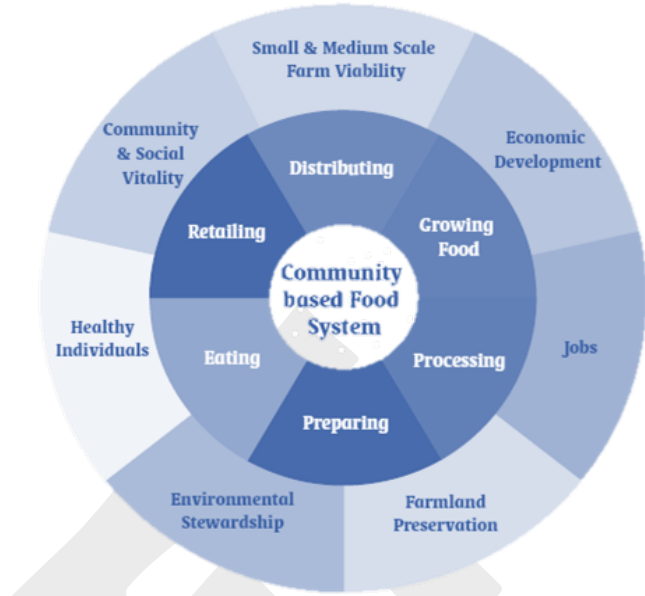 Small & Medium Scale
Farm Viability
Economic
Development
Jobs
Farmland
Preservation
Environmental
Stewardship
Healthy
Individuals
Community
& Social
Vitality
Distributing
Growing
Food
Processing
Preparing
Eating
Retailing
Community
based Food
System